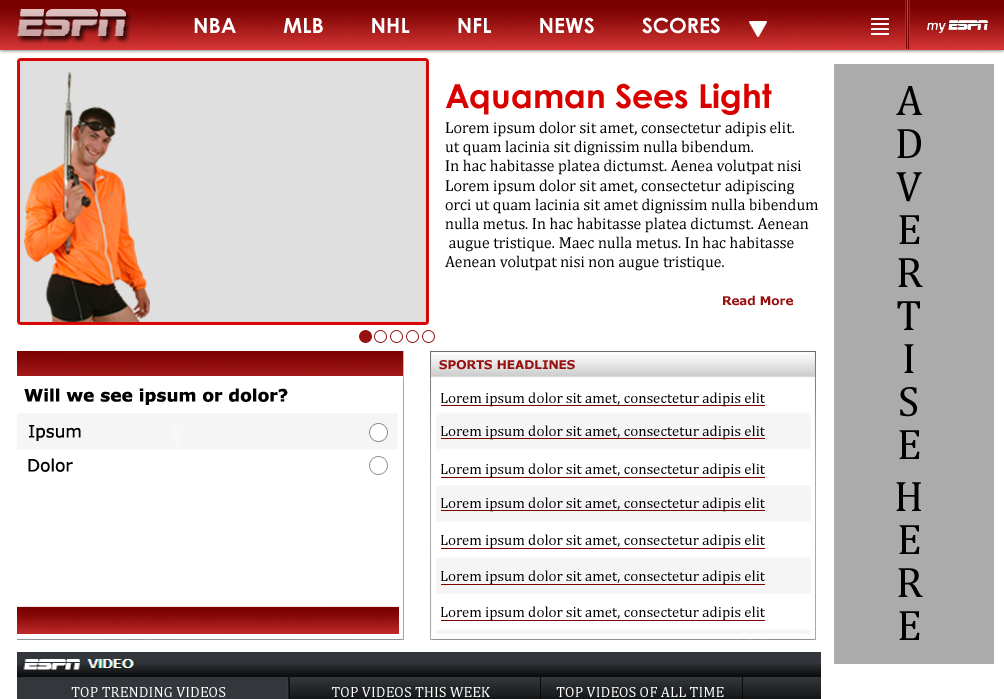 ESPN NBA MLB NHL NFL NEWS SCORES my ESPN
Aquaman Sees Light
Lorem ipsum dolor sit amet, consectetur adipis elit.
ut quam lacinia sit dignissim nulla bibendum.
In hac habitasse platea dictumst. Aenea volutpat nisi
Lorem ipsum dolor sit amet, consectetur adipiscing
orci ut quam lacinia sit amet dignissim nulla bibendum
nulla metus. In hac habitasse platea dictumst. Aenean
augue tristique. Maec nulla metus. In hac habitasse
Aenean volutpat nisi non augue tristique.
Read More
Will we see ipsum or dolor?
Ipsum
Dolor
SPORTS HEADLINES
Lorem ipsum dolor sit amet, consectetur adipis elit
Lorem ipsum dolor sit amet, consectetur adipis elit
Lorem ipsum dolor sit amet, consectetur adipis elit
Lorem ipsum dolor sit amet, consectetur adipis elit
Lorem ipsum dolor sit amet, consectetur adipis elit
Lorem ipsum dolor sit amet, consectetur adipis elit
Lorem ipsum dolor sit amet, consectetur adipis elit
ADVERTISE HERE
ESPN VIDEO
TOP TRENDING VIDEOS TOP VIDEOS THIS WEEK TOP VIDEOS OF ALL TIME